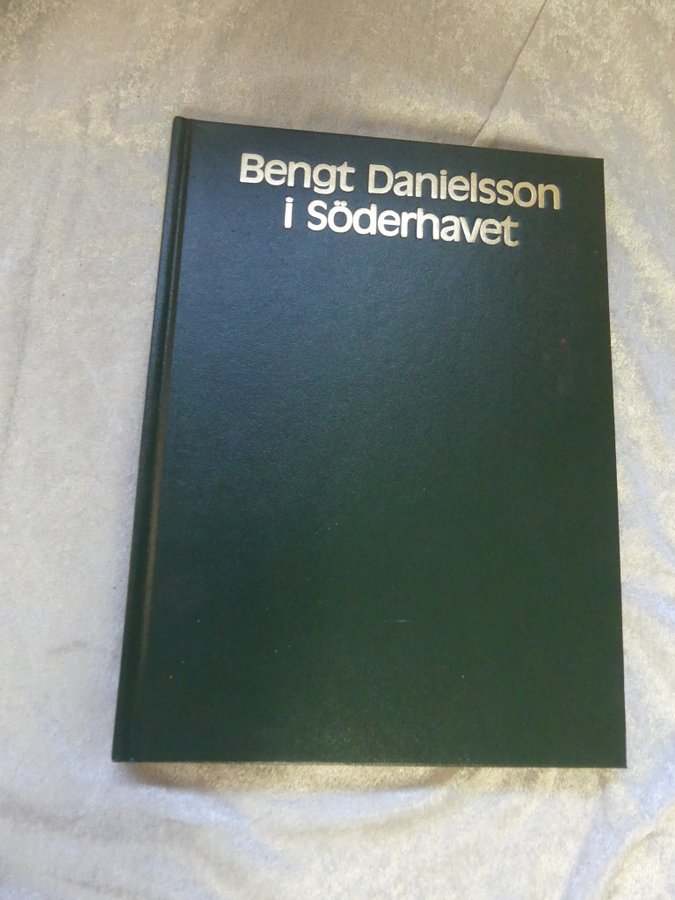 Bengt Danielsson
i Söderhavet